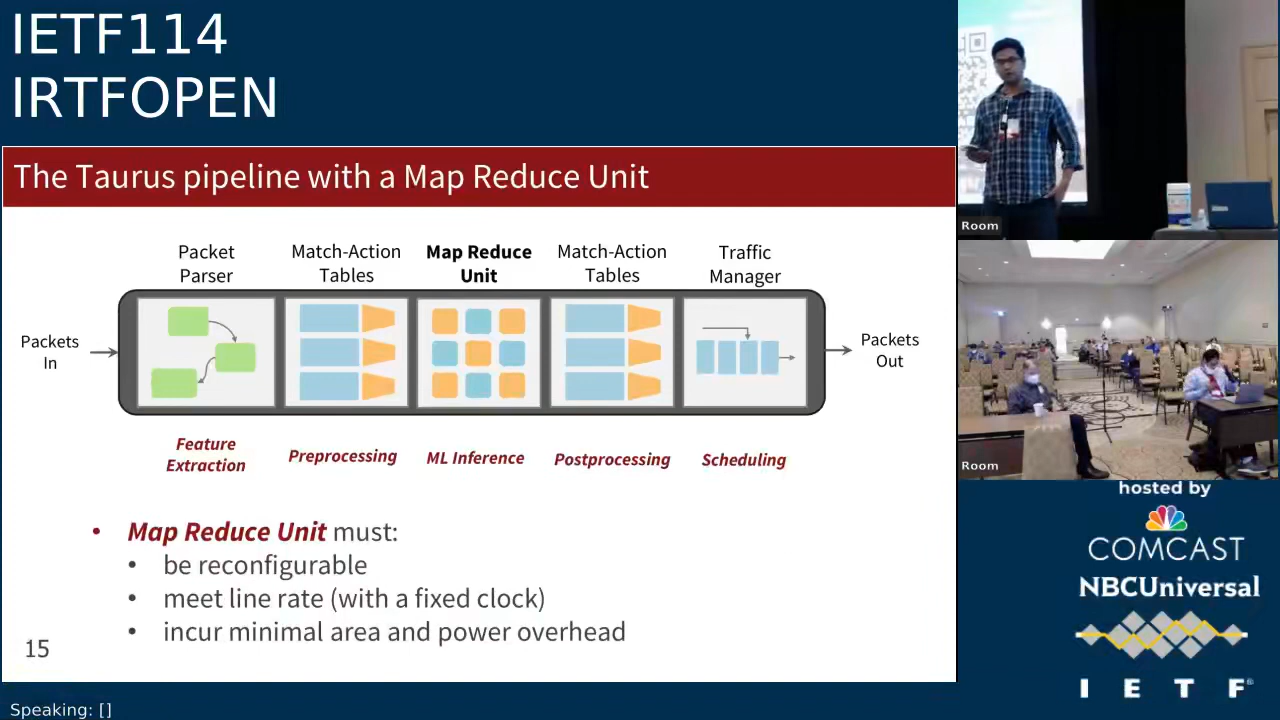 IETF114
IRTFOPEN
The Taurus pipeline with a Map Reduce Unit
Packet
Parser
Match-Action
Tables
Map Reduce
Unit
Match-Action
Tables
Traffic
Manager
Packets
In
Packets
Out
Feature
Extraction
Preprocessing
ML Inference
Postprocessing
Scheduling
• Map Reduce Unit must:
• be reconfigurable
• meet line rate (with a fixed clock)
• incur minimal area and power overhead
15
Room
Room
hosted by
COMCAST
NBCUniversal
I E T F®
Speaking: []